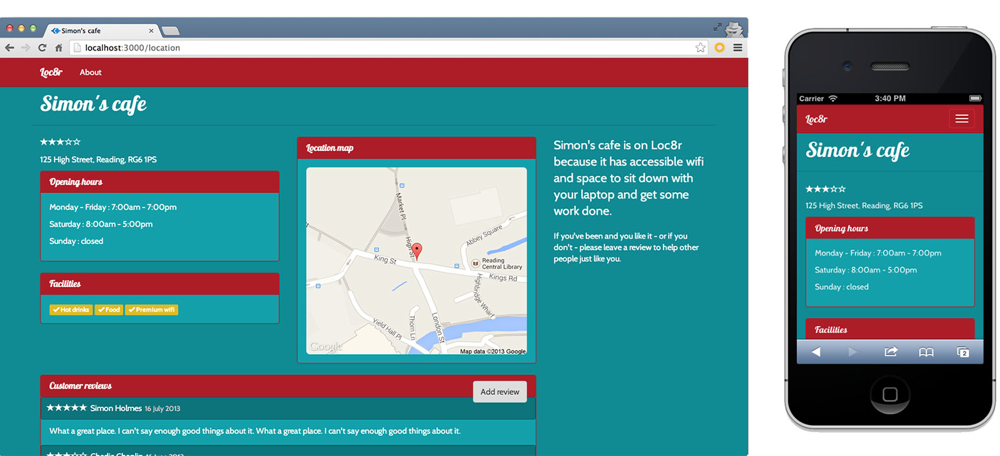 Simon's cafe
localhost:3000/location
Loc8r About
Simon's cafe
★★★☆☆
125 High Street, Reading, RG6 1PS
Opening hours
Monday - Friday : 7:00am - 7:00pm
Saturday : 8:00am - 5:00pm
Sunday : closed
Facilities
Hot drinks Food Premium wifi
Location map
Market Pl
High St
Abbey Square
King St
Reading
Central Library
Kings Rd
Highbridge Wharf
Yield Hall Pl
Thorn Ln
London St
Google
Map data ©2013 Google
Simon's cafe is on Loc8r
because it has accessible wifi
and space to sit down with
your laptop and get some
work done.
If you've been and you like it - or if you
don't - please leave a review to help other
people just like you.
Customer reviews
Add review
★★★★★ Simon Holmes 16 July 2013
What a great place. I can't say enough good things about it. What a great place. I can't say enough good things about it.
★★★☆☆ Charlie Chaplin 16 June 2013
Carrier 3:40 PM
Loc8r
Simon's cafe
★★★☆☆
125 High Street, Reading, RG6 1PS
Opening hours
Monday - Friday : 7:00am - 7:00pm
Saturday : 8:00am - 5:00pm
Sunday : closed
Facilities
2